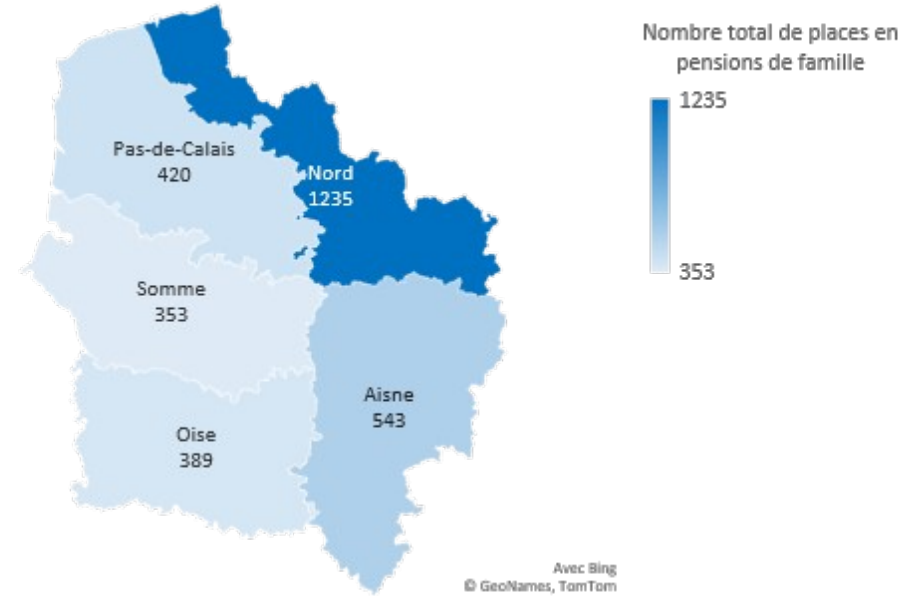 Nombre total de places en
pensions de famille
1235
353
Pas-de-Calais
420
Nord
1235
Somme
353
Aisne
543
Oise
389
Avec Bing
© GeoNames, TomTom